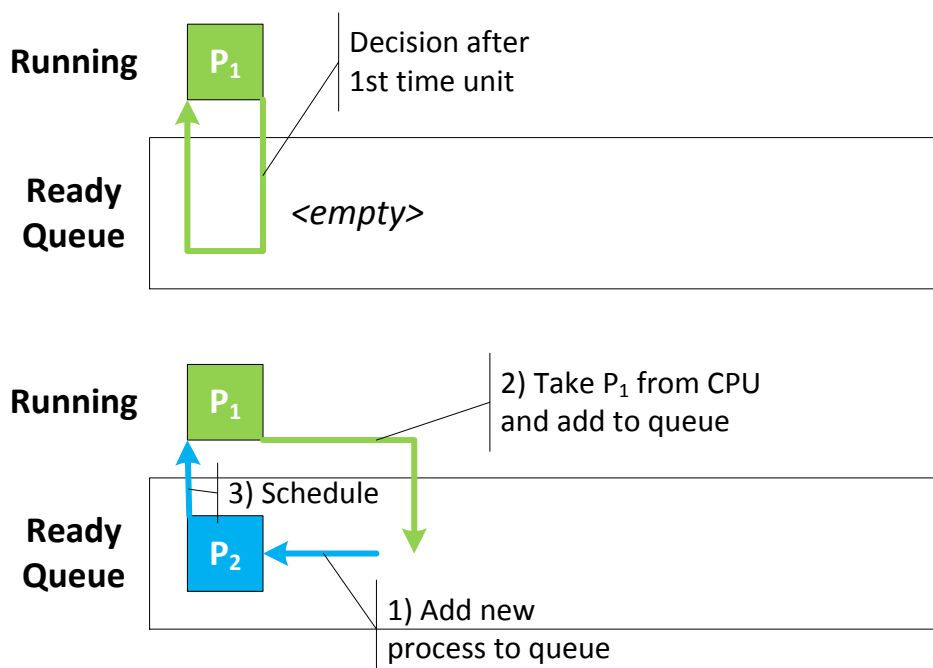 Running
P1
Decision after
1st time unit
Ready
Queue
<empty>
Running
P1
2) Take P1 from CPU
and add to queue
3) Schedule
Ready
Queue
P2
1) Add new
process to queue